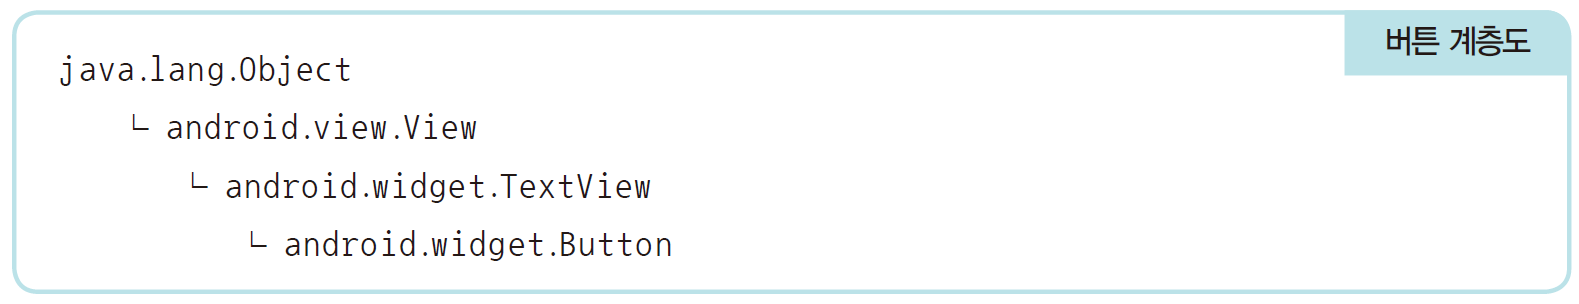 버튼 계층도
java.lang.Object
└ android.view.View
└ android.widget.TextView
└ android.widget.Button